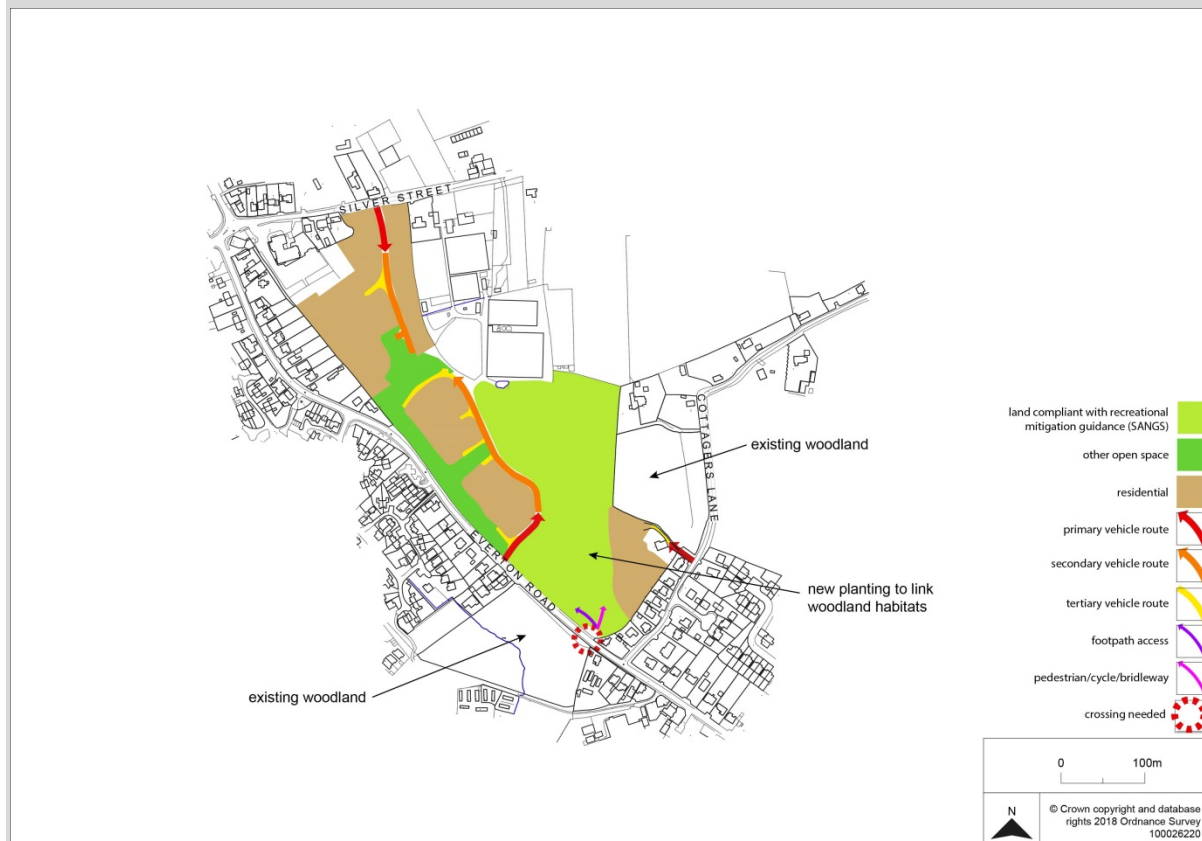 SILVER STREET
COTTAGERS LANE
existing woodland
EVERTON ROAD
new planting to link
woodland habitats
existing woodland
land compliant with recreational
mitigation guidance (SANGS)
other open space
residential
primary vehicle route
secondary vehicle route
tertiary vehicle route
footpath access
pedestrian/cycle/bridleway
crossing needed
0 100m
N
© Crown copyright and database
rights 2018 Ordnance Survey
100026220